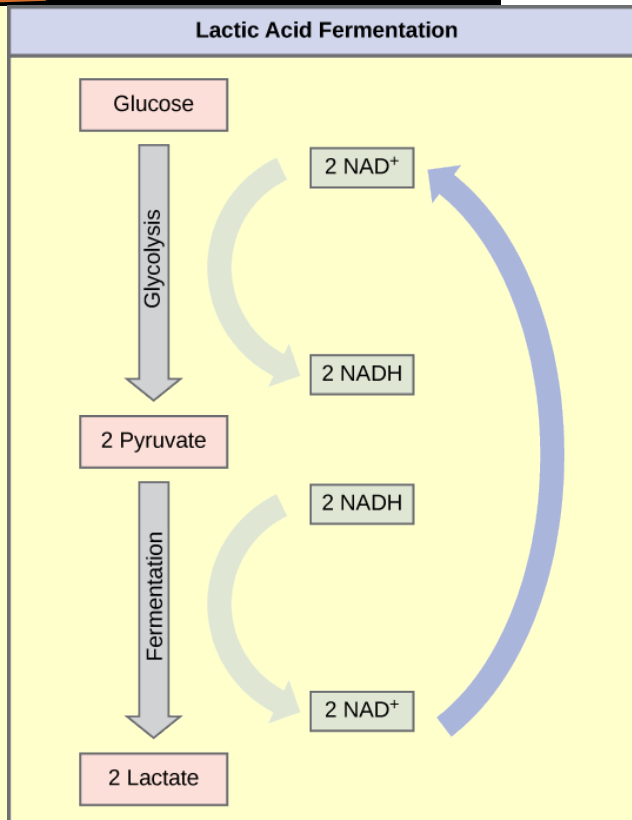 Lactic Acid Fermentation
Glucose
2 NAD⁺
Glycolysis
2 NADH
2 Pyruvate
2 NADH
Fermentation
2 NAD⁺
2 Lactate